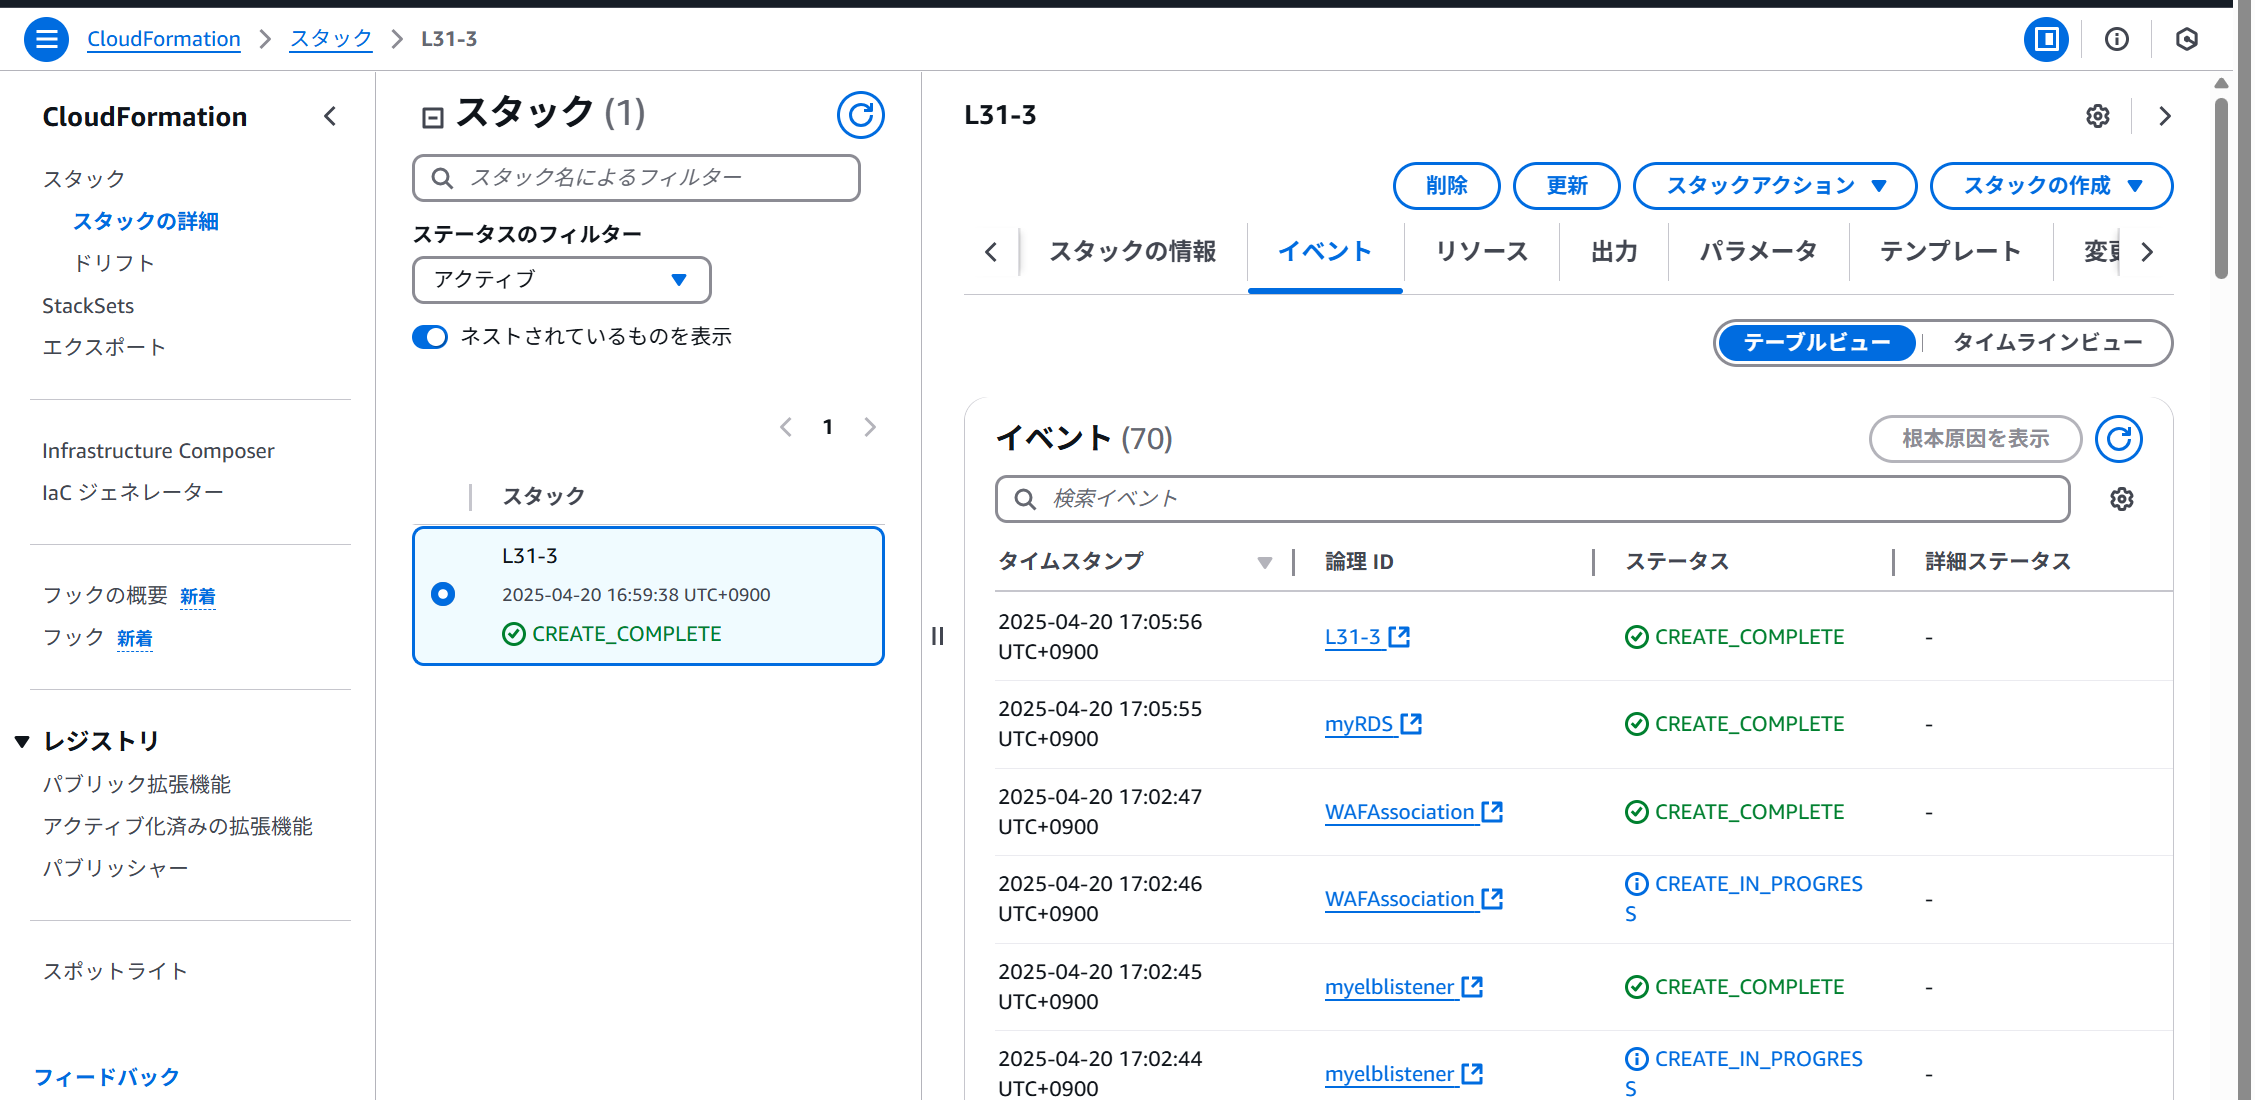 CloudFormation
スタック
L31-3
CloudFormation
スタック
スタックの詳細
ドリフト
StackSets
エクスポート
Infrastructure Composer
IaC ジェネレーター
フックの概要 新着
フック 新着
レジストリ
パブリック拡張機能
アクティブ化済みの拡張機能
パブリッシャー
スポットライト
フィードバック
スタック (1)
スタック名によるフィルター
ステータスのフィルター
アクティブ
ネストされているものを表示
1
スタック
L31-3
2025-04-20 16:59:38 UTC+0900
CREATE_COMPLETE
L31-3
削除
更新
スタックアクション
スタックの作成
スタックの情報
イベント
リソース
出力
パラメータ
テンプレート
変更
テーブルビュー
タイムラインビュー
イベント (70)
根本原因を表示
検索イベント
タイムスタンプ
論理 ID
ステータス
詳細ステータス
2025-04-20 17:05:56
UTC+0900
L31-3
CREATE_COMPLETE
-
2025-04-20 17:05:55
UTC+0900
myRDS
CREATE_COMPLETE
-
2025-04-20 17:02:47
UTC+0900
WAFAssociation
CREATE_COMPLETE
-
2025-04-20 17:02:46
UTC+0900
WAFAssociation
CREATE_IN_PROGRES
S
-
2025-04-20 17:02:45
UTC+0900
myelblistener
CREATE_COMPLETE
-
2025-04-20 17:02:44
UTC+0900
myelblistener
CREATE_IN_PROGRES
S
-